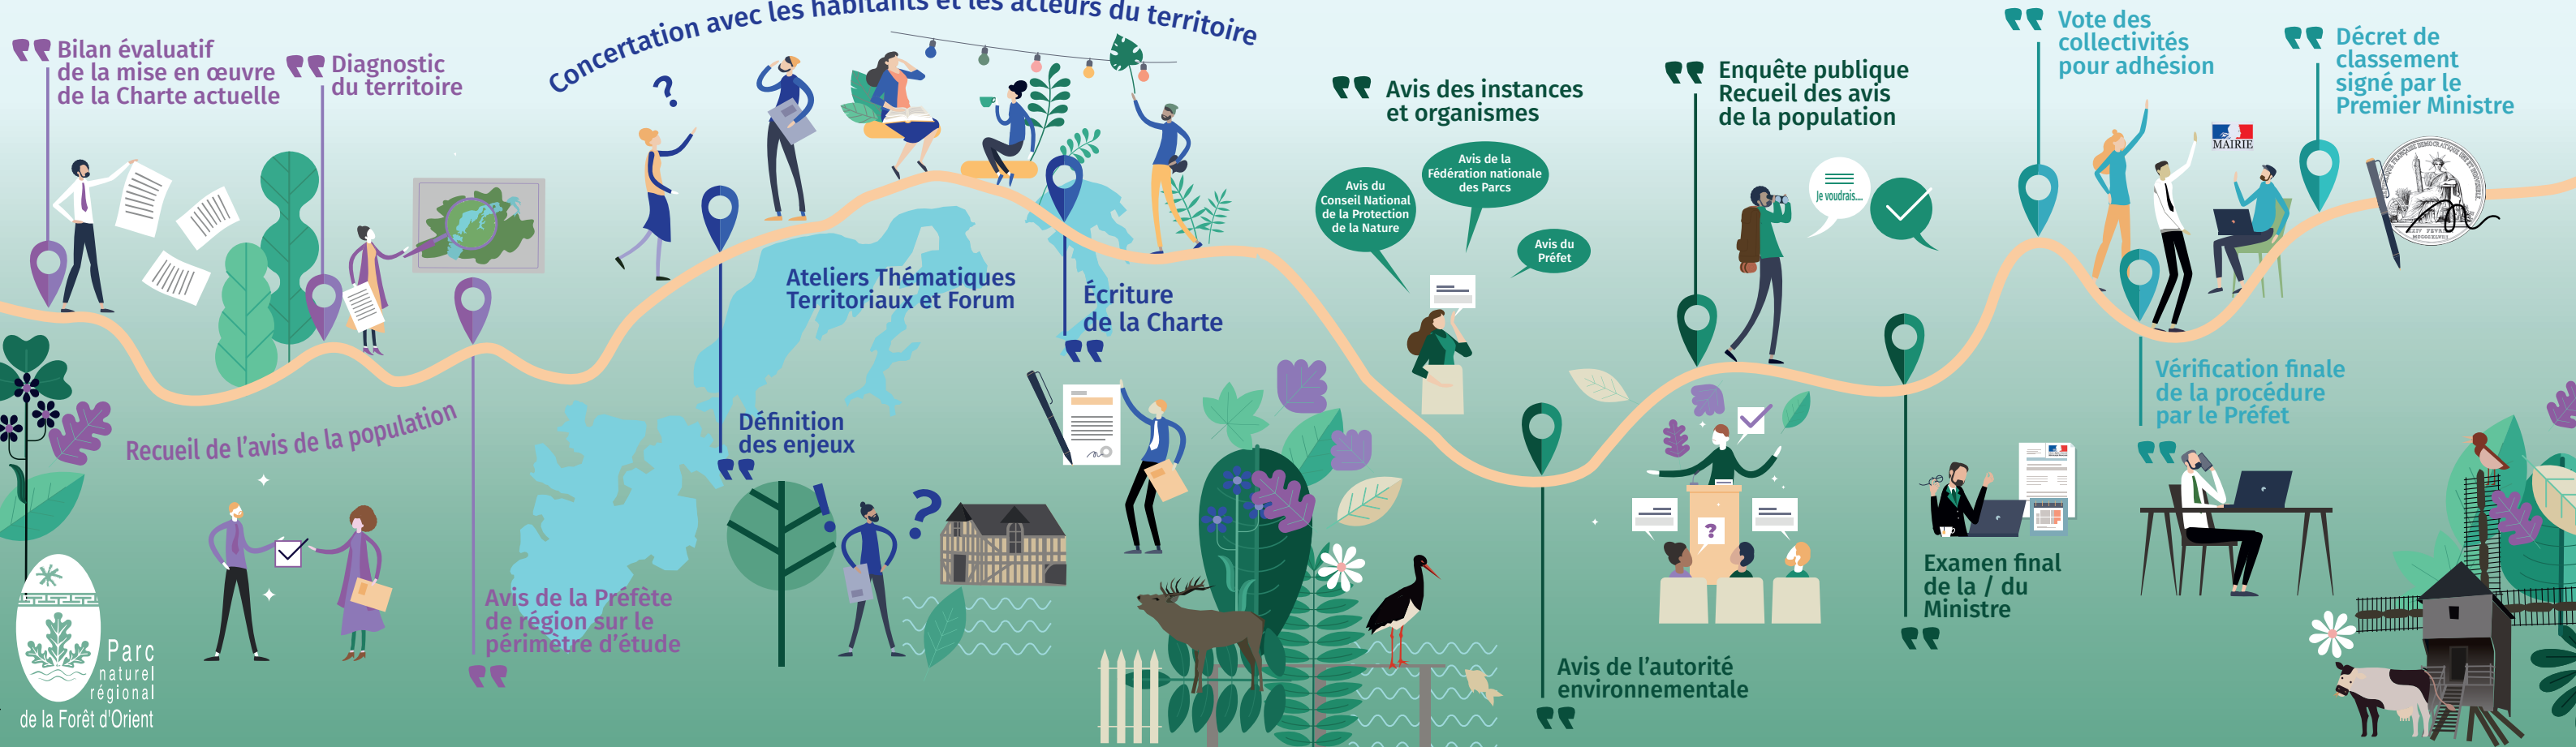 Bilan évaluatif
de la mise en œuvre
de la Charte actuelle
Diagnostic
du territoire
Recueil de l'avis de la population
Avis de la Préfète
de région sur le
périmètre d'étude
Parc
naturel
régional
de la Forêt d'Orient
Concertation avec les habitants et les acteurs du territoire
?
Ateliers Thématiques
Territoriaux et Forum
Définition
des enjeux
! ?
Écriture
de la Charte
Avis des instances
et organismes
Avis du
Conseil National
de la Protection
de la Nature
Avis de la
Fédération nationale
des Parcs
Avis du
Préfet
Avis de l'autorité
environnementale
Enquête publique
Recueil des avis
de la population
Je voudrais....
?
Examen final
de la / du
Ministre
Vote des
collectivités
pour adhésion
MAIRIE
Vérification finale
de la procédure
par le Préfet
Décret de
classement
signé par le
Premier Ministre